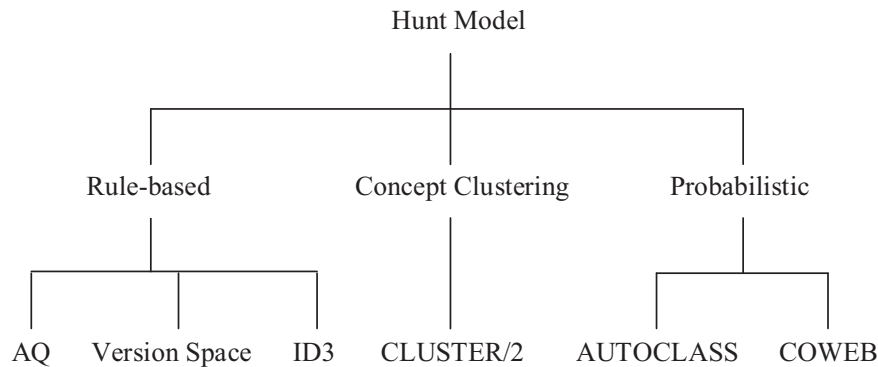 Hunt Model
Rule-based Concept Clustering Probabilistic
AQ Version Space ID3 CLUSTER/2 AUTOCLASS COWEB